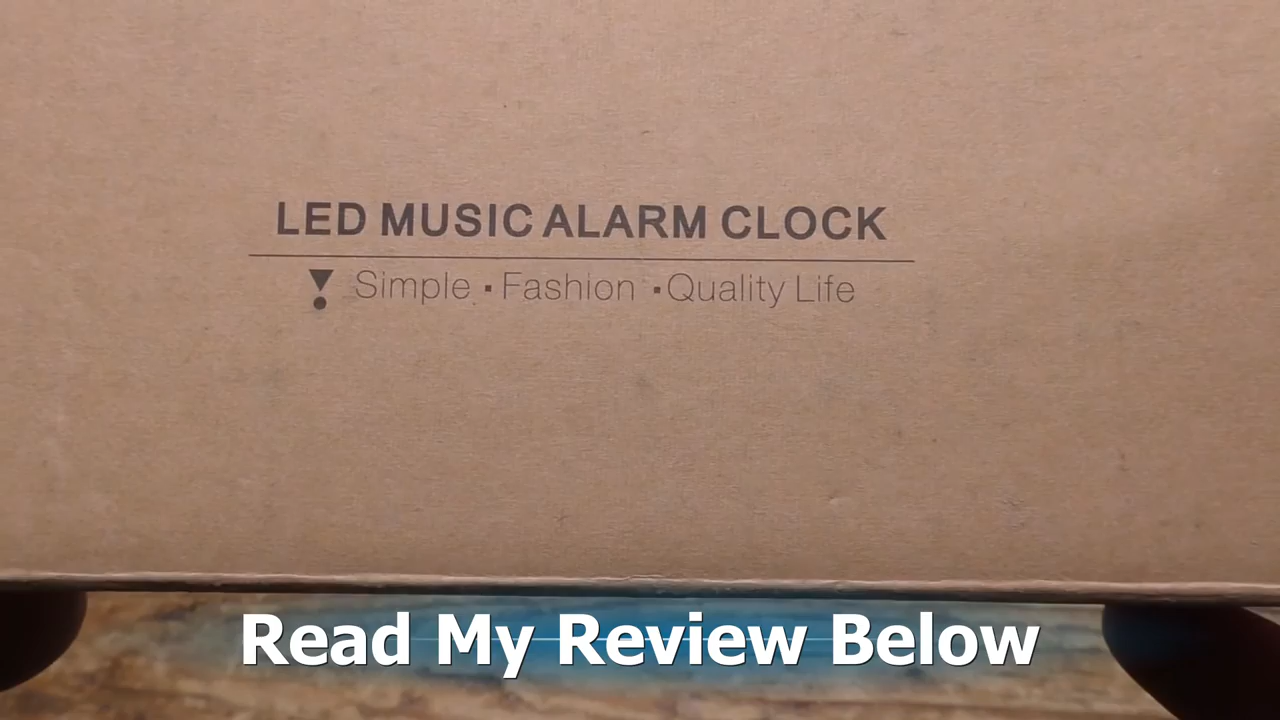 LED MUSIC ALARM CLOCK
Simple ▪ Fashion ▪ Quality Life
Read My Review Below